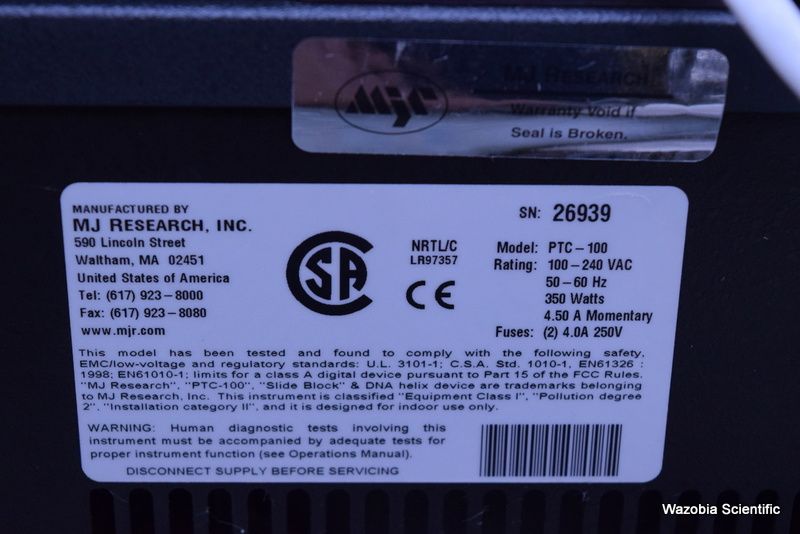 MJC
MJ RESEARCH
Warranty Void if
Seal is Broken.
MANUFACTURED BY
MJ RESEARCH, INC.
590 Lincoln Street
Waltham, MA 02451
United States of America
Tel: (617) 923-8000
Fax: (617) 923-8080
www.mjr.com
CSA
NRTL/C
LR97357
CE
SN: 26939
Model: PTC-100
Rating: 100-240 VAC
50-60 Hz
350 Watts
4.50 A Momentary
Fuses: (2) 4.0A 250V
This model has been tested and found to comply with the following safety,
EMC/low-voltage and regulatory standards: U.L. 3101-1; C.S.A. Std. 1010-1, EN61326 :
1998; EN61010-1; limits for a class A digital device pursuant to Part 15 of the FCC Rules.
"MJ Research", "PTC-100", "Slide Block" & DNA helix device are trademarks belonging
to MJ Research, Inc. This instrument is classified "Equipment Class I", "Pollution degree
2", "Installation category II", and it is designed for indoor use only.
WARNING: Human diagnostic tests involving this
instrument must be accompanied by adequate tests for
proper instrument function (see Operations Manual).
DISCONNECT SUPPLY BEFORE SERVICING
Wazobia Scientific